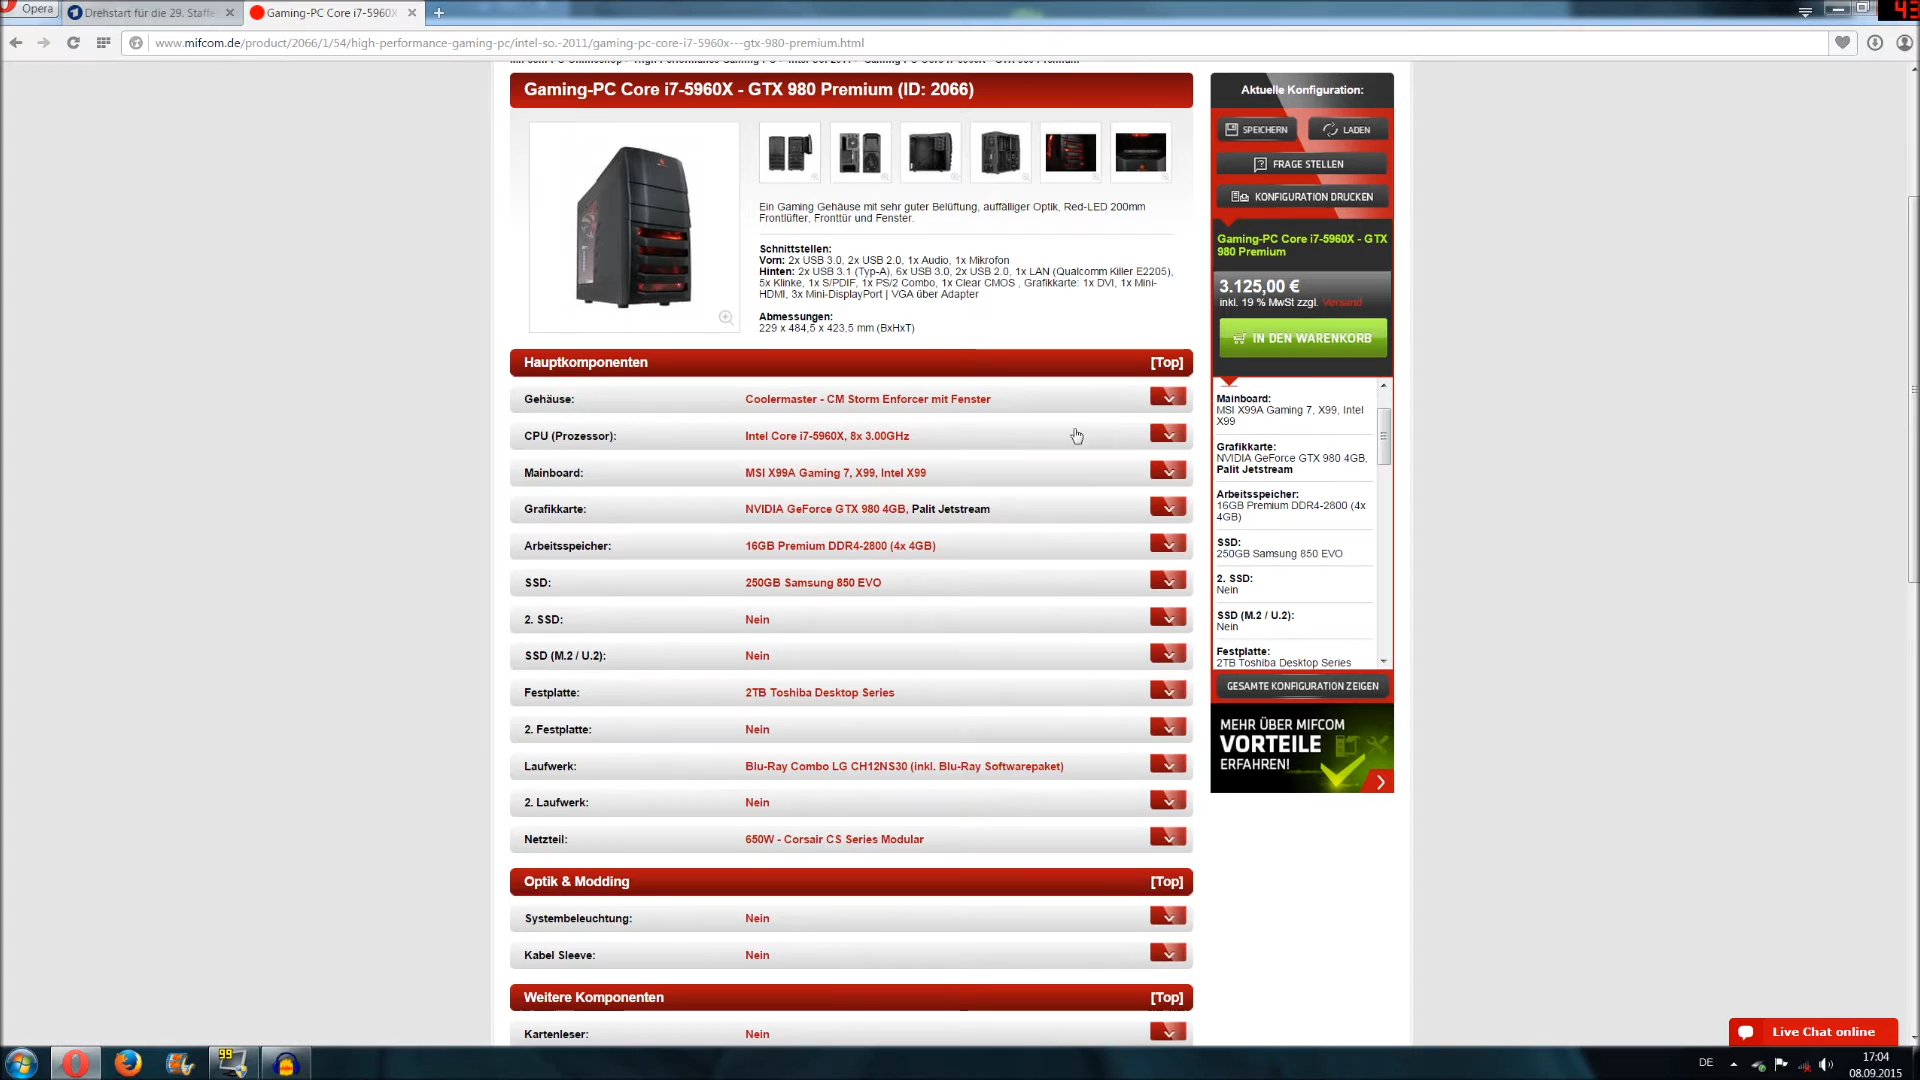 Opera
Drehstart für die 29. Staffe
Gaming-PC Core i7-5960X
43
www.mifcom.de/product/2066/1/54/high-performance-gaming-pc/intel-so.-2011/gaming-pc-core-i7-5960x---gtx-980-premium.html
Gaming-PC Core i7-5960X - GTX 980 Premium (ID: 2066)
Ein Gaming Gehäuse mit sehr guter Belüftung, auffälliger Optik, Red-LED 200mm
Frontlüfter, Fronttür und Fenster.
Schnittstellen:
Vorn: 2x USB 3.0, 2x USB 2.0, 1x Audio, 1x Mikrofon
Hinten: 2x USB 3.1 (Typ-A), 6x USB 3.0, 2x USB 2.0, 1x LAN (Qualcomm Killer E2205),
5x Klinke, 1x S/PDIF, 1x PS/2 Combo, 1x Clear CMOS , Grafikkarte: 1x DVI, 1x Mini-
HDMI, 3x Mini-DisplayPort | VGA über Adapter
Abmessungen:
229 x 484,5 x 423,5 mm (BxHxT)
Hauptkomponenten [Top]
Gehäuse: Coolermaster - CM Storm Enforcer mit Fenster
CPU (Prozessor): Intel Core i7-5960X, 8x 3.00GHz
Mainboard: MSI X99A Gaming 7, X99, Intel X99
Grafikkarte: NVIDIA GeForce GTX 980 4GB, Palit Jetstream
Arbeitsspeicher: 16GB Premium DDR4-2800 (4x 4GB)
SSD: 250GB Samsung 850 EVO
2. SSD: Nein
SSD (M.2 / U.2): Nein
Festplatte: 2TB Toshiba Desktop Series
2. Festplatte: Nein
Laufwerk: Blu-Ray Combo LG CH12NS30 (inkl. Blu-Ray Softwarepaket)
2. Laufwerk: Nein
Netzteil: 650W - Corsair CS Series Modular
Optik & Modding [Top]
Systembeleuchtung: Nein
Kabel Sleeve: Nein
Weitere Komponenten [Top]
Kartenleser: Nein
Aktuelle Konfiguration:
SPEICHERN
LADEN
FRAGE STELLEN
KONFIGURATION DRUCKEN
Gaming-PC Core i7-5960X - GTX
980 Premium
3.125,00 €
inkl. 19 % MwSt zzgl. Versand
IN DEN WARENKORB
Mainboard:
MSI X99A Gaming 7, X99, Intel
X99
Grafikkarte:
NVIDIA GeForce GTX 980 4GB,
Palit Jetstream
Arbeitsspeicher:
16GB Premium DDR4-2800 (4x
4GB)
SSD:
250GB Samsung 850 EVO
2. SSD:
Nein
SSD (M.2 / U.2):
Nein
Festplatte:
2TB Toshiba Desktop Series
GESAMTE KONFIGURATION ZEIGEN
MEHR ÜBER MIFCOM
VORTEILE
ERFAHREN!
Live Chat online
99
DE
17:04
08.09.2015